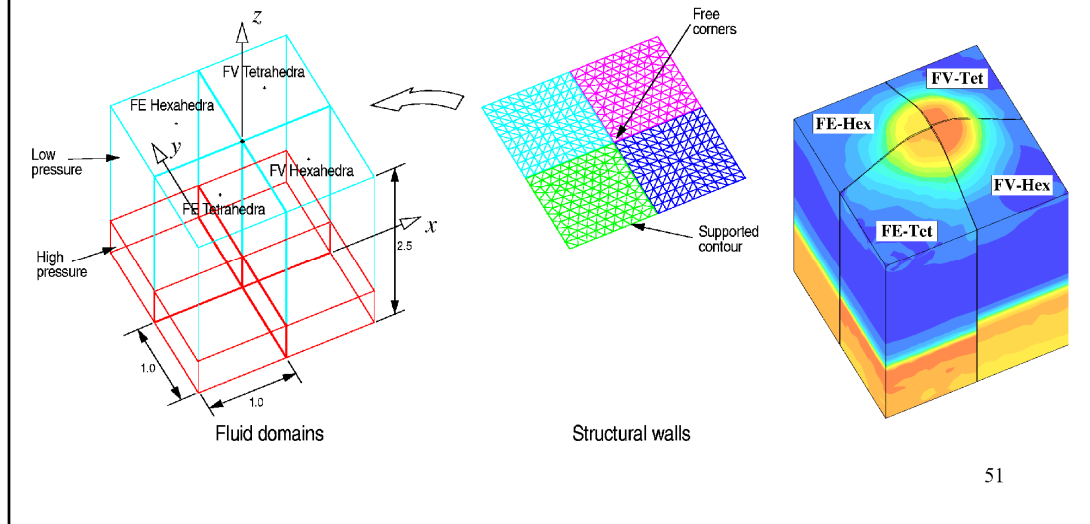 z
Free
corners
FV Tetrahedra
FE Hexahedra
FV-Tet
FE-Hex
Low
pressure
y
FV Hexahedra
FE Tetrahedra
FV-Hex
x
FE-Tet
Supported
contour
High
pressure
2.5
1.0
1.0
Fluid domains
Structural walls
51